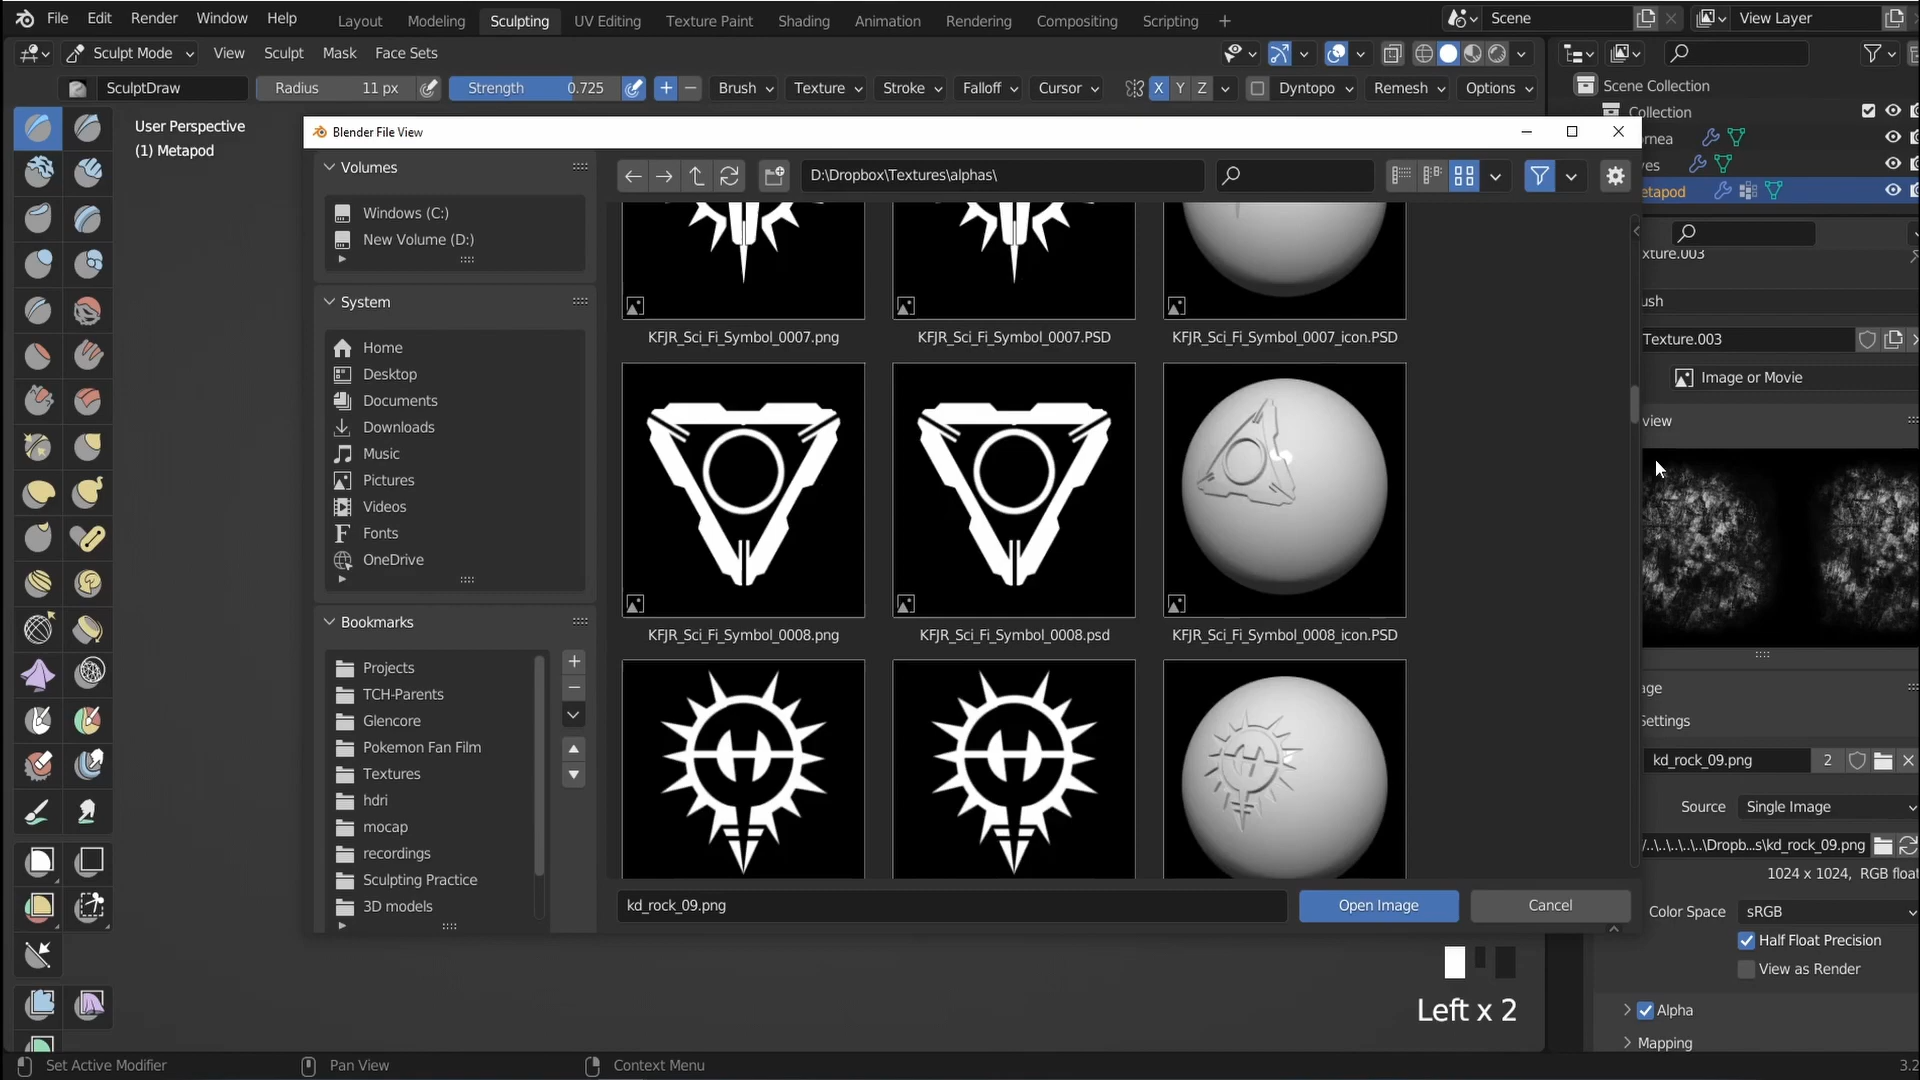 File Edit Render Window Help Layout Modeling Sculpting UV Editing Texture Paint Shading Animation Rendering Compositing Scripting + Scene View Layer
Sculpt Mode View Sculpt Mask Face Sets
SculptDraw Radius 11 px Strength 0.725 Brush Texture Stroke Falloff Cursor X Y Z Dyntopo Remesh Options
Scene Collection
Collection
User Perspective
(1) Metapod
Blender File View
rnea
yes
etapod
Volumes
D:\Dropbox\Textures\alphas\
Windows (C:)
New Volume (D:)
System
Home
Desktop
Documents
Downloads
Music
Pictures
Videos
Fonts
OneDrive
Bookmarks
Projects
TCH-Parents
Glencore
Pokemon Fan Film
Textures
hdri
mocap
recordings
Sculpting Practice
3D models
KFJR_Sci_Fi_Symbol_0007.png KFJR_Sci_Fi_Symbol_0007.PSD KFJR_Sci_Fi_Symbol_0007_icon.PSD
KFJR_Sci_Fi_Symbol_0008.png KFJR_Sci_Fi_Symbol_0008.psd KFJR_Sci_Fi_Symbol_0008_icon.PSD
kd_rock_09.png Open Image Cancel
xture.003
ush
Texture.003
Image or Movie
view
age
Settings
kd_rock_09.png 2
Source Single Image
/..\..\..\..\..\Dropb...s\kd_rock_09.png
1024 x 1024, RGB float
Color Space sRGB
Half Float Precision
View as Render
Alpha
Mapping
Left x 2
Set Active Modifier Pan View Context Menu 3.2